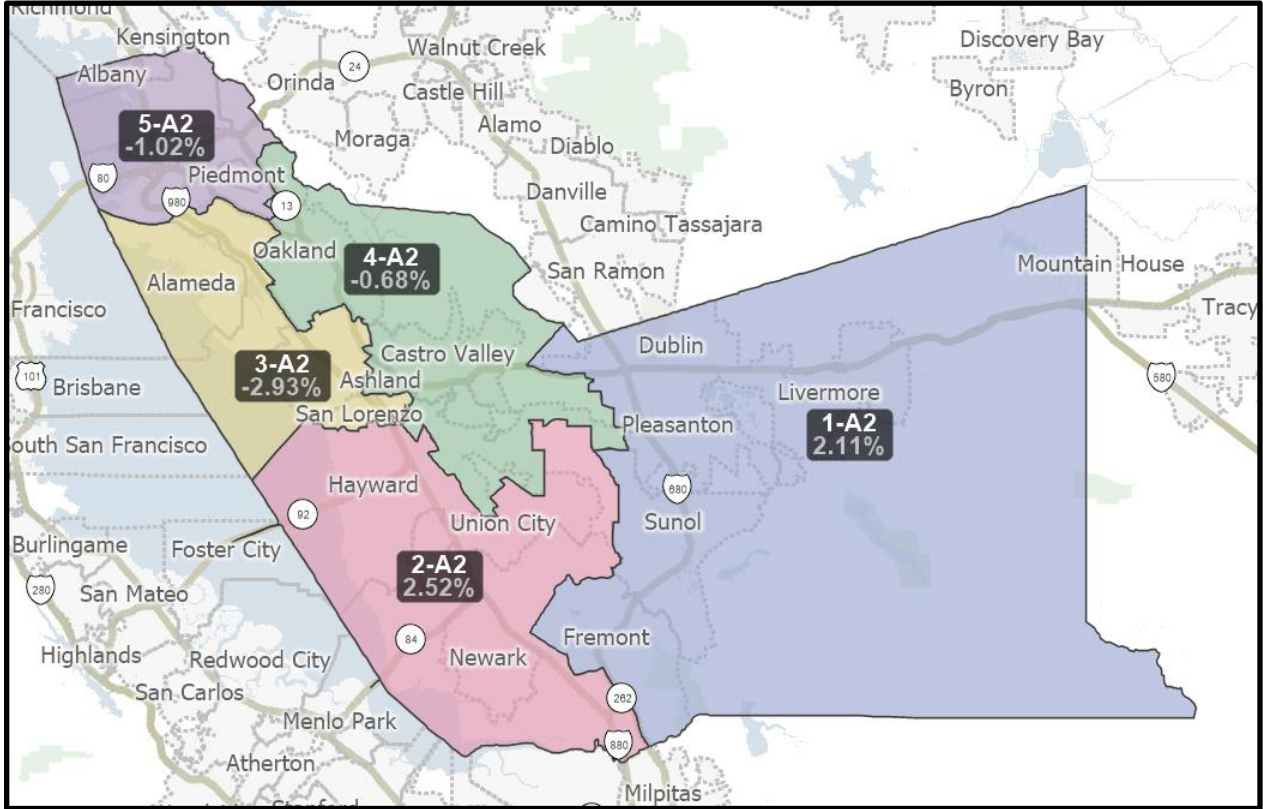 Richmond
Kensington
Albany
5-A2
-1.02%
Piedmont
80
980
13
Orinda
24
Walnut Creek
Castle Hill
Moraga
Alamo
Diablo
Danville
Camino Tassajara
San Ramon
Discovery Bay
Byron
Mountain House
Tracy
580
Oakland
4-A2
-0.68%
Alameda
Francisco
3-A2
-2.93%
Castro Valley
Ashland
San Lorenzo
101
Brisbane
South San Francisco
Dublin
Livermore
1-A2
2.11%
Pleasanton
680
Sunol
Hayward
92
Union City
Burlingame
Foster City
280
San Mateo
2-A2
2.52%
Highlands
Redwood City
84
Newark
Fremont
262
San Carlos
Menlo Park
880
Atherton
Milpitas
Stanford